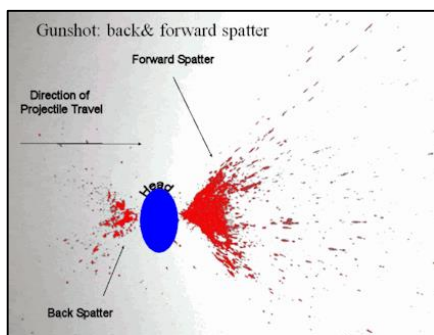 Gunshot: back& forward spatter
Forward Spatter
Direction of
Projectile Travel
Head
Back Spatter